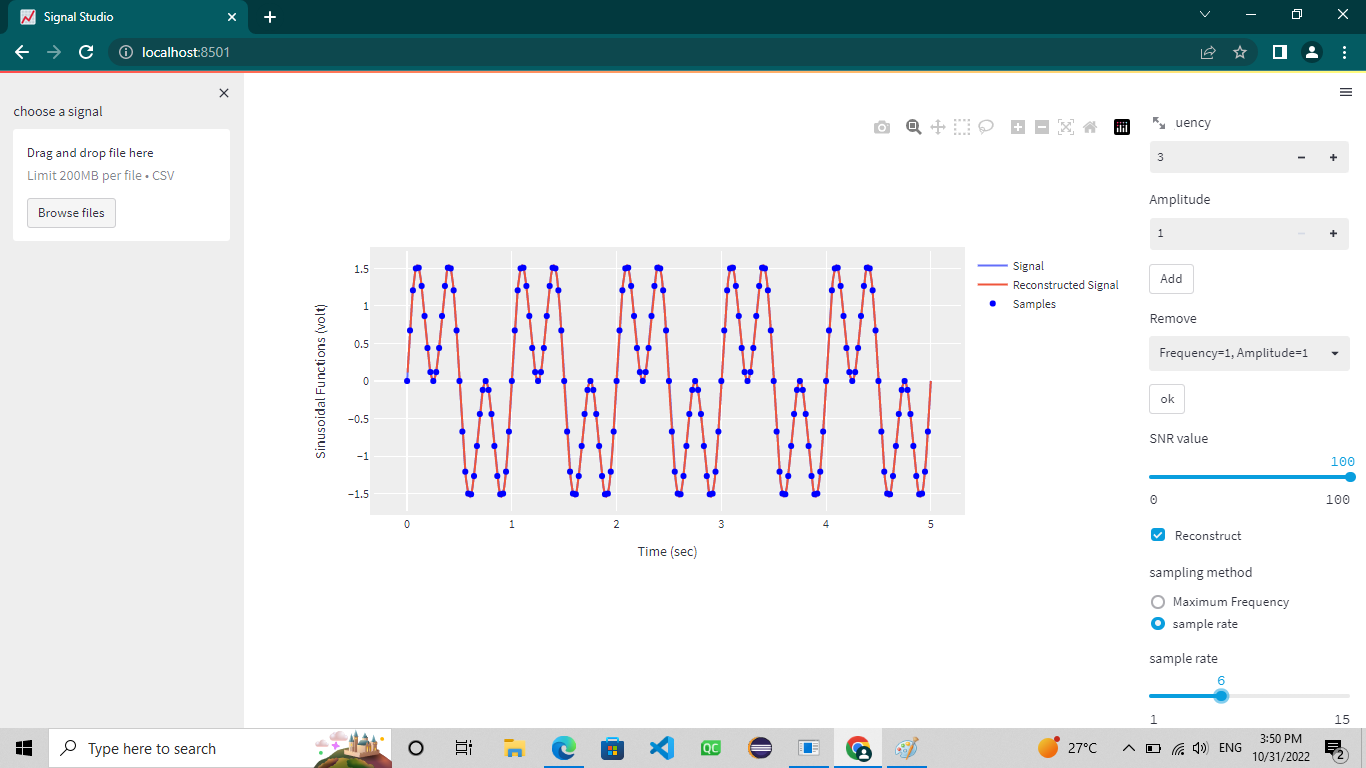 Signal Studio
localhost:8501
choose a signal
Drag and drop file here
Limit 200MB per file • CSV
Browse files
1.5
1
0.5
0
−0.5
−1
−1.5
0 1 2 3 4 5
Time (sec)
Sinusoidal Functions (volt)
Signal
Reconstructed Signal
Samples
uency
3
Amplitude
1
Add
Remove
Frequency=1, Amplitude=1
ok
SNR value
100
0 100
Reconstruct
sampling method
Maximum Frequency
sample rate
sample rate
6
1 15
Type here to search
QC
27°C
ENG
3:50 PM
10/31/2022
2